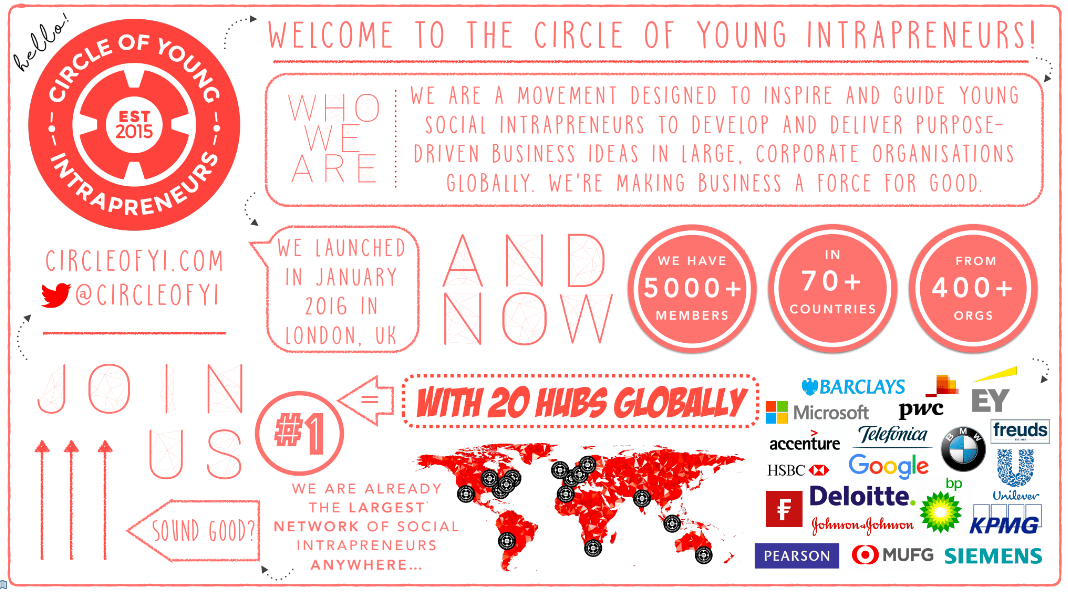 hello!
CIRCLE OF YOUNG
INTRAPRENEURS
EST
2015
WELCOME TO THE CIRCLE OF YOUNG INTRAPRENEURS!
WHO
WE
ARE
WE ARE A MOVEMENT DESIGNED TO INSPIRE AND GUIDE YOUNG
SOCIAL INTRAPRENEURS TO DEVELOP AND DELIVER PURPOSE-
DRIVEN BUSINESS IDEAS IN LARGE, CORPORATE ORGANISATIONS
GLOBALLY. WE'RE MAKING BUSINESS A FORCE FOR GOOD.
CIRCLEOFYI.COM
@CIRCLEOFYI
WE LAUNCHED
IN JANUARY
2016 IN
LONDON, UK
AND
NOW
WE HAVE
5000+
MEMBERS
IN
70+
COUNTRIES
FROM
400+
ORGS
JOIN
US
SOUND GOOD?
#1
=
WITH 20 HUBS GLOBALLY
WE ARE ALREADY
THE LARGEST
NETWORK OF SOCIAL
INTRAPRENEURS
ANYWHERE...
BARCLAYS
pwc
EY
Microsoft
accenture
Telefónica
BMW
freuds
HSBC
Google
Unilever
Deloitte.
bp
Johnson & Johnson
KPMG
PEARSON
MUFG
SIEMENS